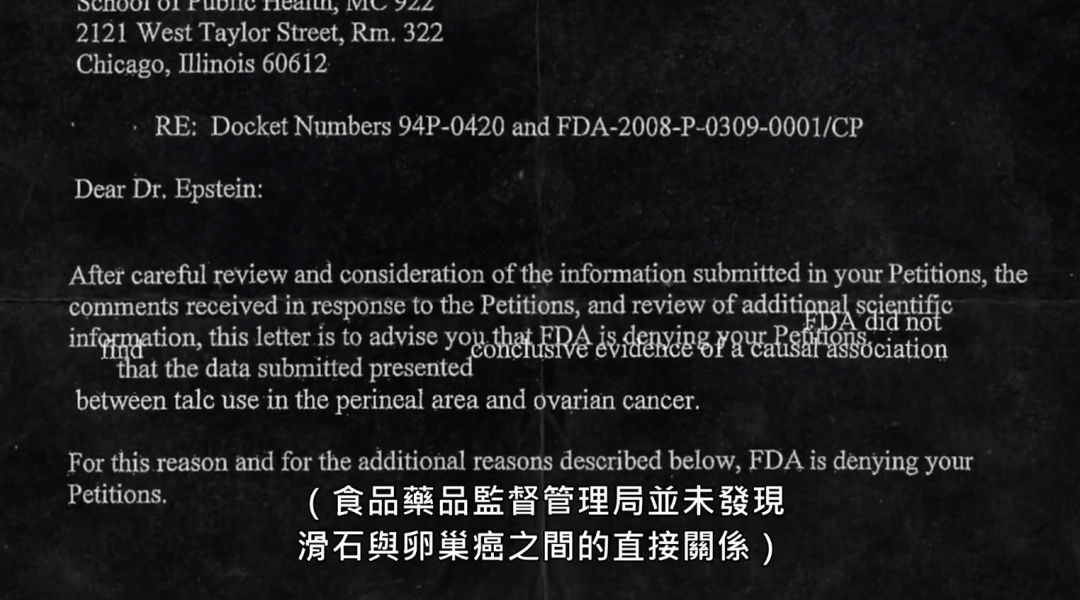 School of Public Health, MC 922
2121 West Taylor Street, Rm. 322
Chicago, Illinois 60612
RE: Docket Numbers 94P-0420 and FDA-2008-P-0309-0001/CP
Dear Dr. Epstein:
After careful review and consideration of the information submitted in your Petitions, the
comments received in response to the Petitions, and review of additional scientific
information, this letter is to advise you that FDA is denying your Petitions.
FDA did not
find
conclusive evidence of a causal association
that the data submitted presented
between talc use in the perineal area and ovarian cancer.
For this reason and for the additional reasons described below, FDA is denying your
Petitions.
（食品藥品監督管理局並未發現
滑石與卵巢癌之間的直接關係）